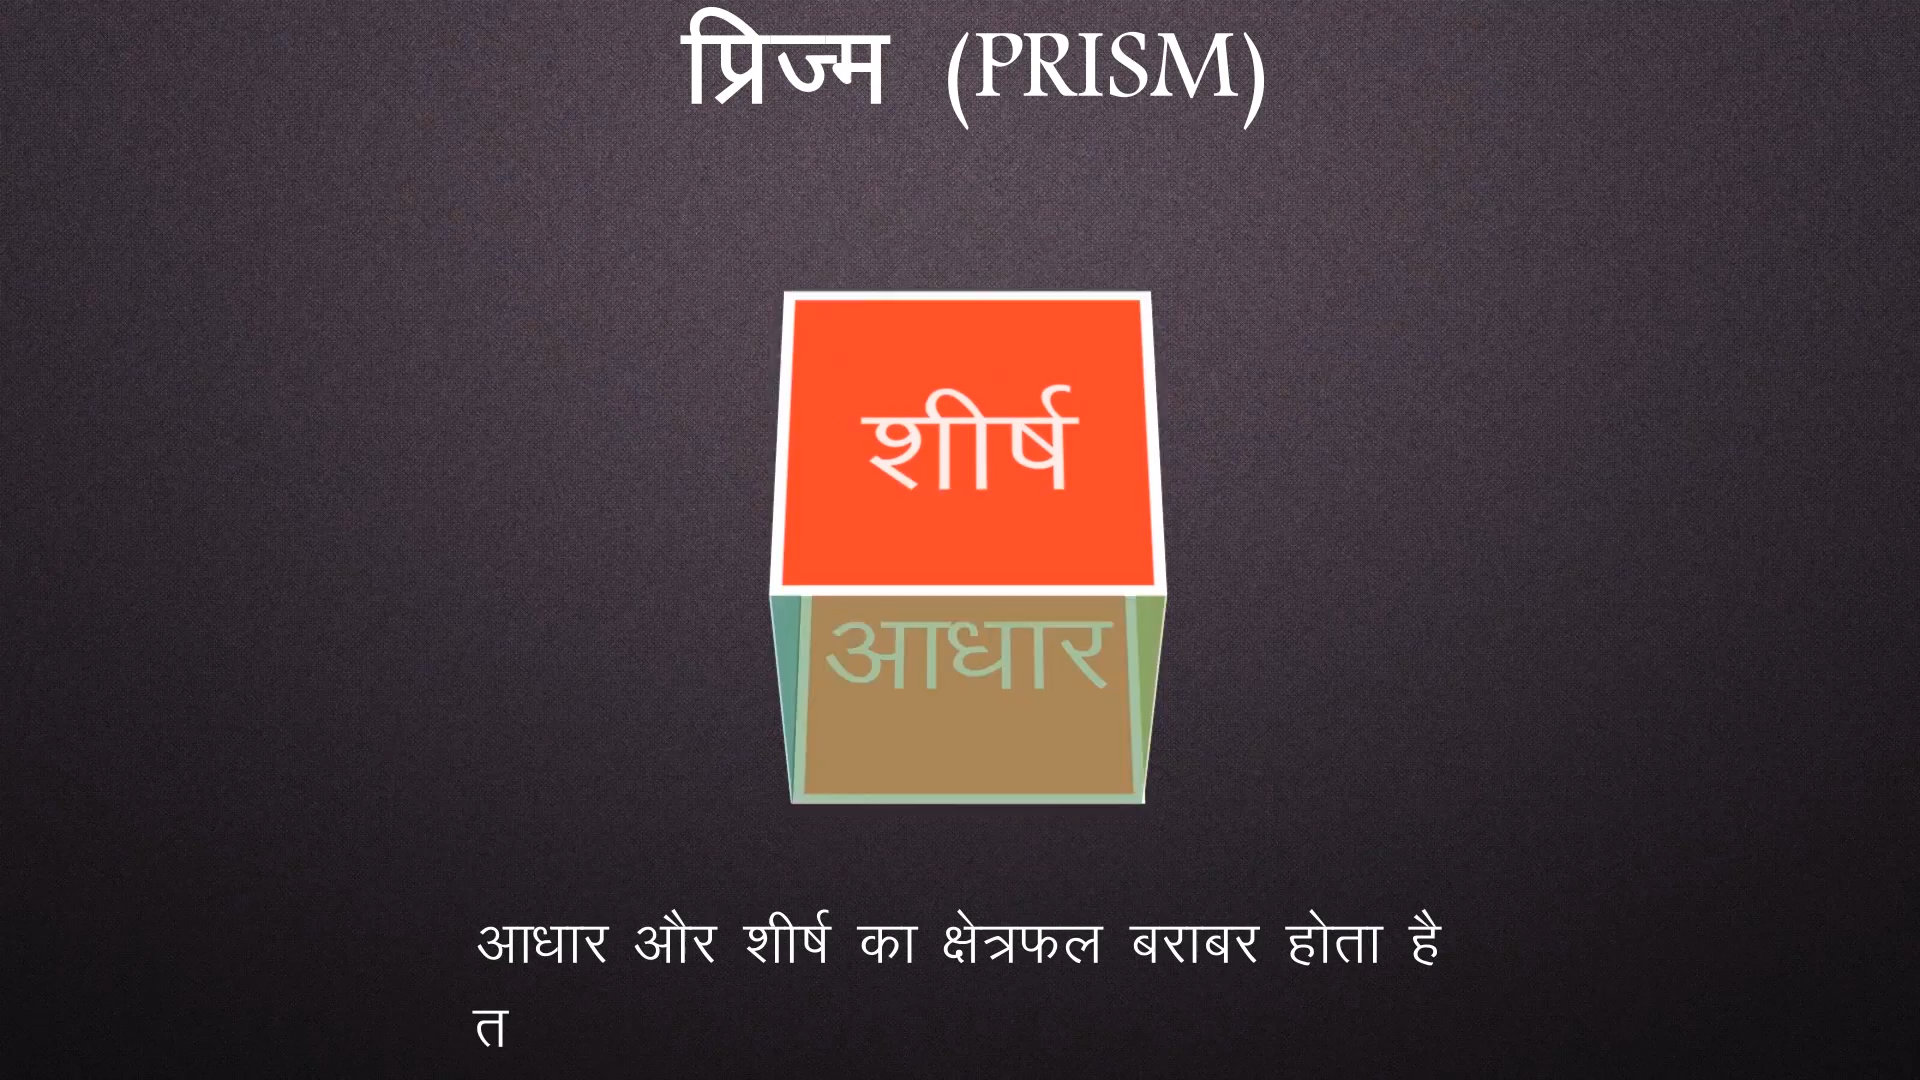 प्रिज्म (PRISM)
शीर्ष
आधार
आधार और शीर्ष का क्षेत्रफल बराबर होता है
त